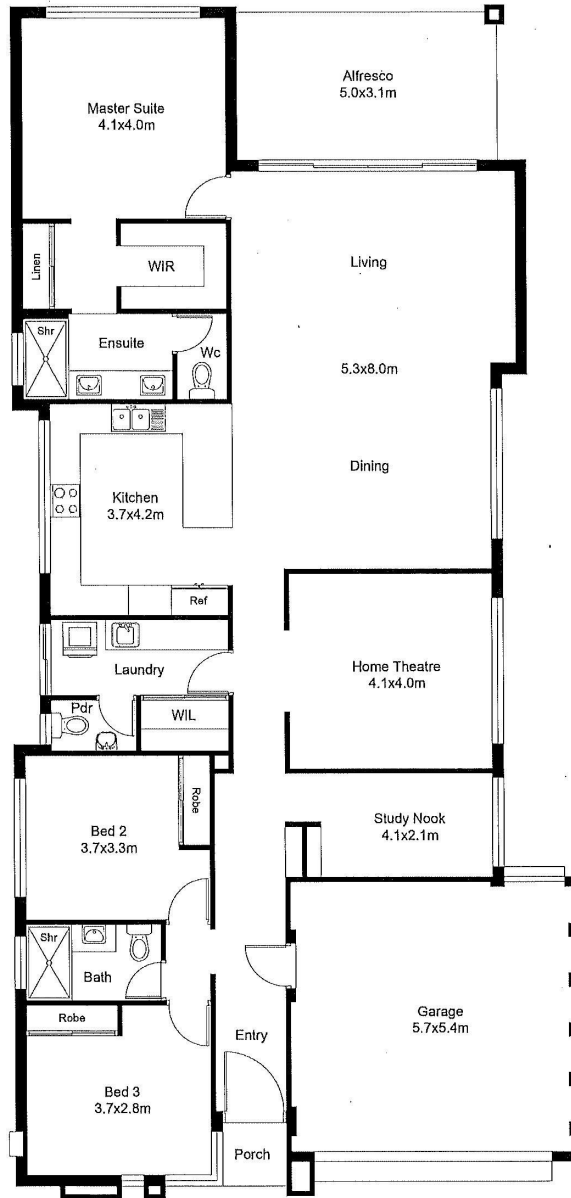 Alfresco
5.0x3.1m
Master Suite
4.1x4.0m
Linen
WIR
Living
Shr
Ensuite
Wc
5.3x8.0m
Dining
Kitchen
3.7x4.2m
Ref
Laundry
Home Theatre
4.1x4.0m
Pdr
WIL
Robe
Bed 2
3.7x3.3m
Study Nook
4.1x2.1m
Shr
Bath
Robe
Garage
5.7x5.4m
Entry
Bed 3
3.7x2.8m
Porch